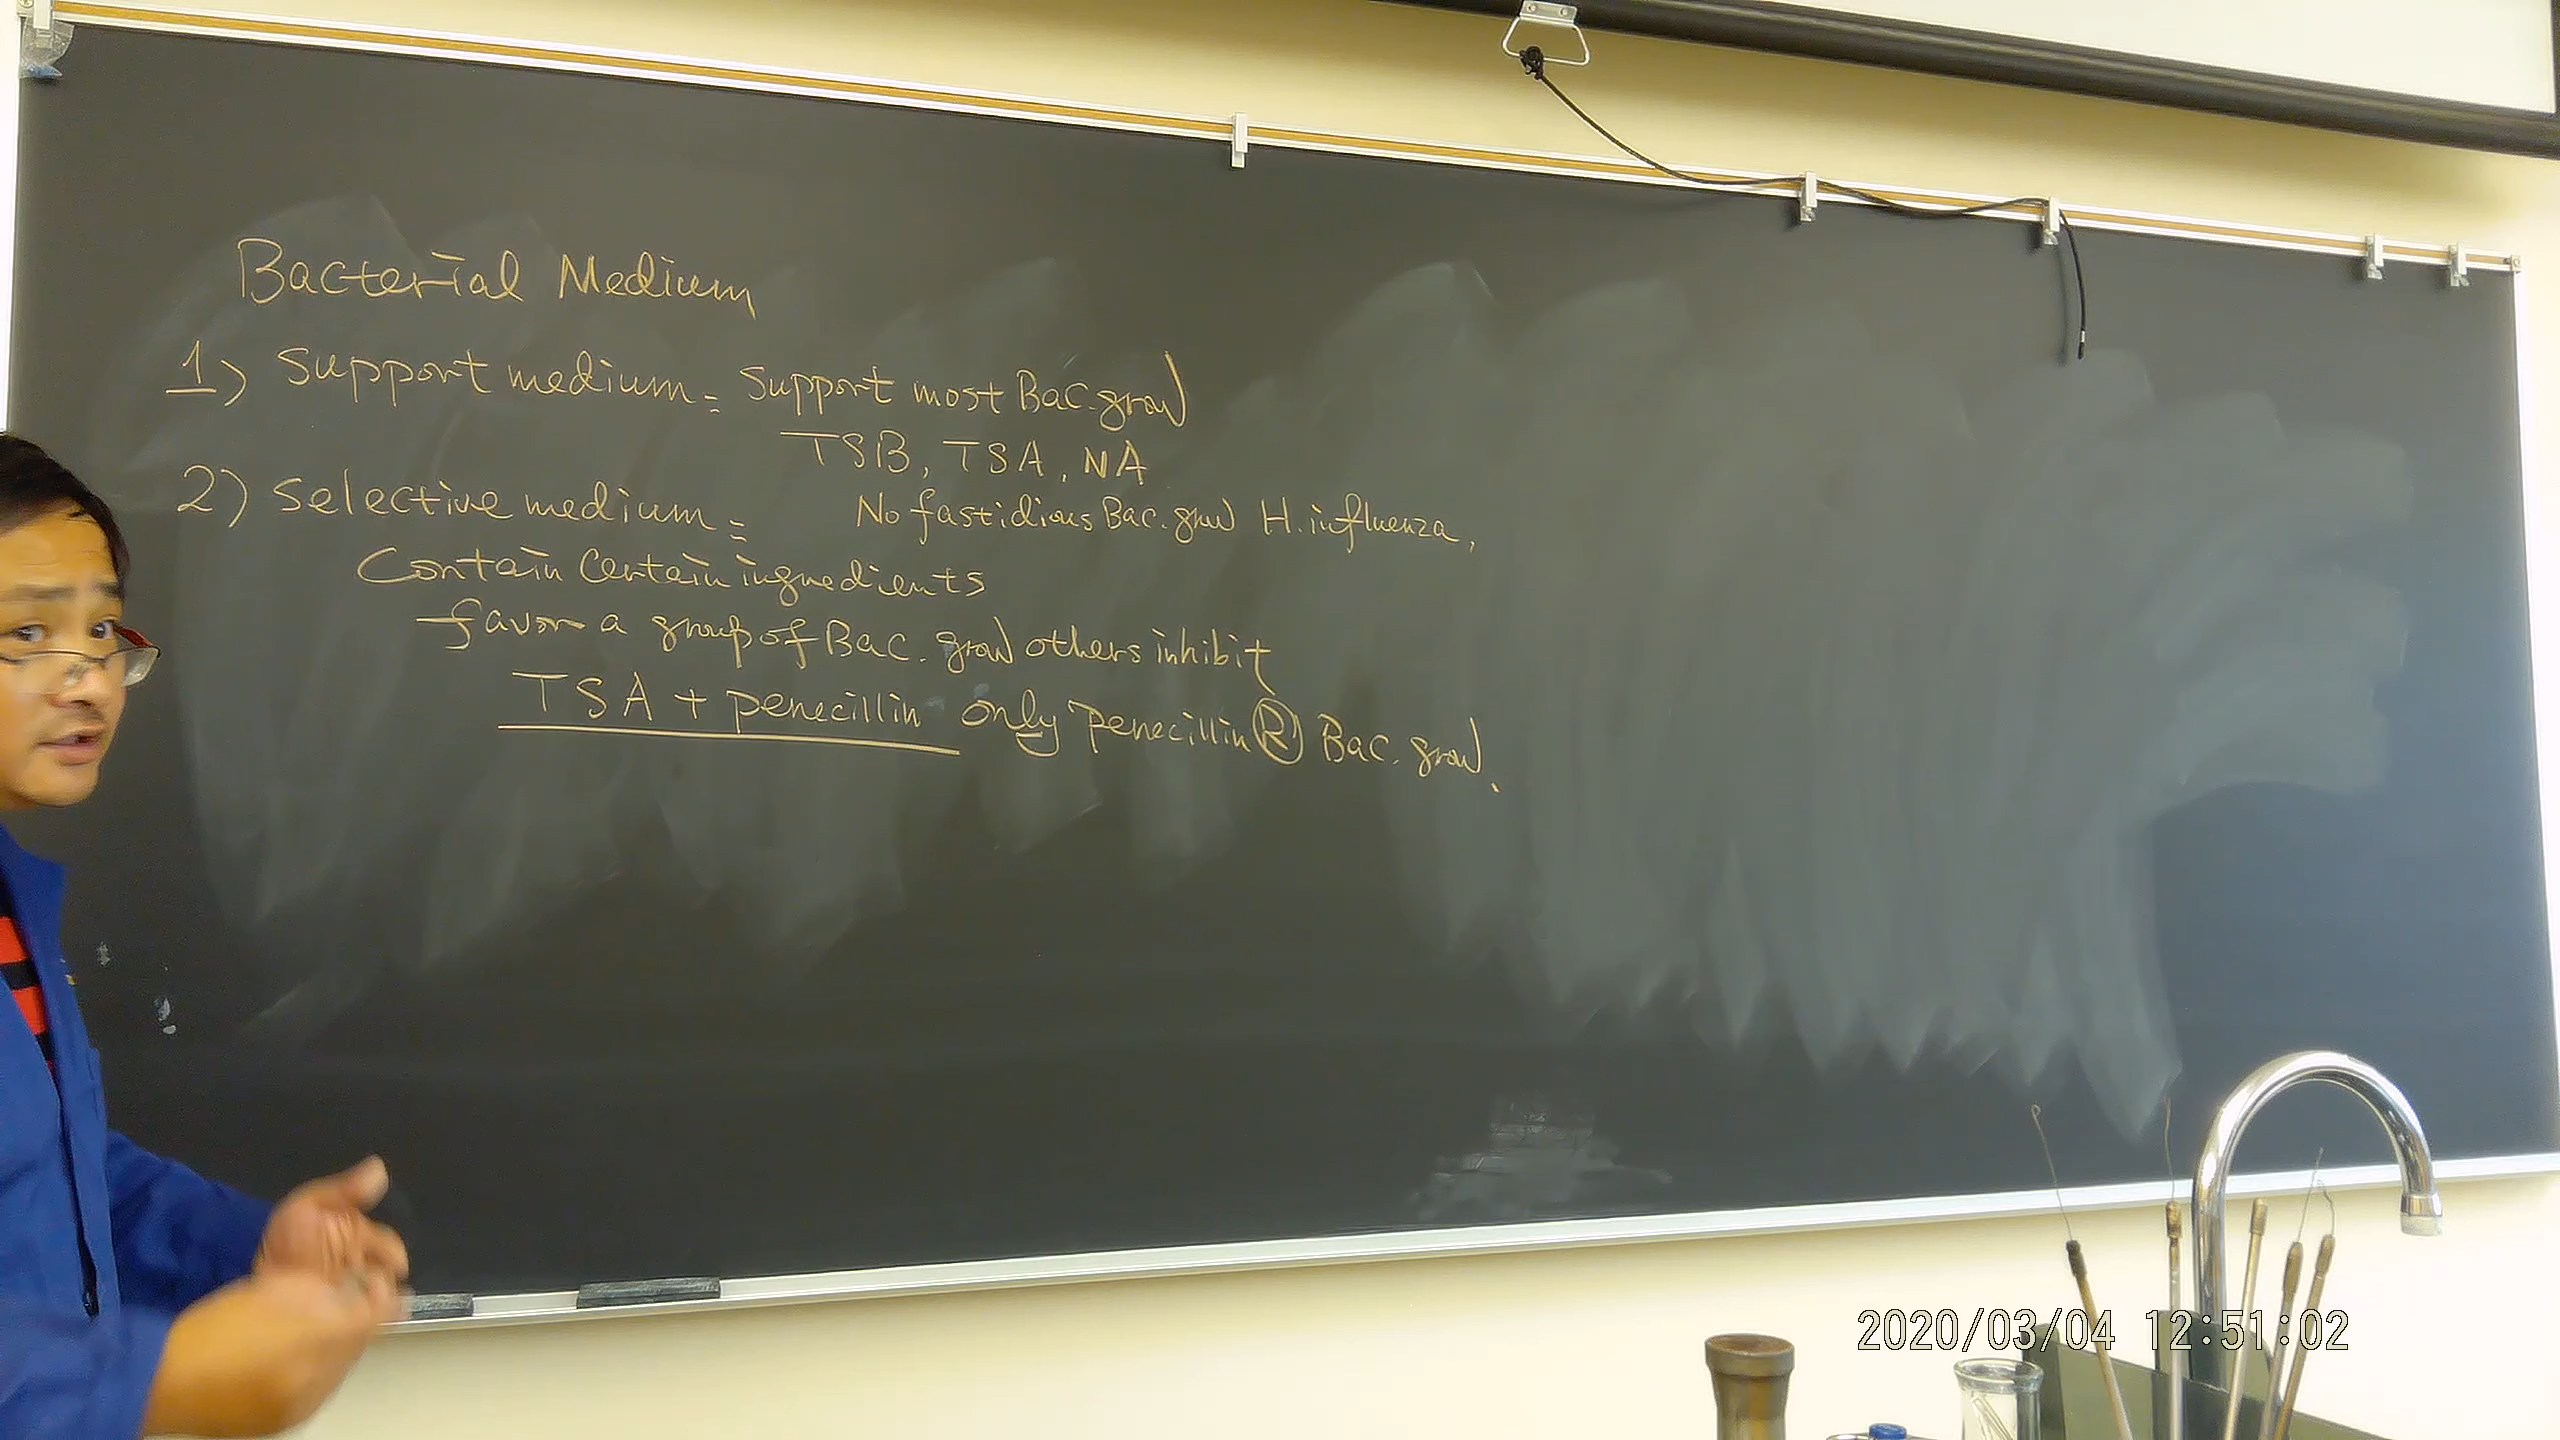 Bacterial Medium
1) Support medium = Support most Bac. grow
TSB, TSA, NA
2) Selective medium = No fastidious Bac. grow H. influenza,
Contain Certain ingredients
favor a group of Bac. grow others inhibit
TSA + penecillin only penecillin R Bac. grow.
2020/03/04 12:51:02